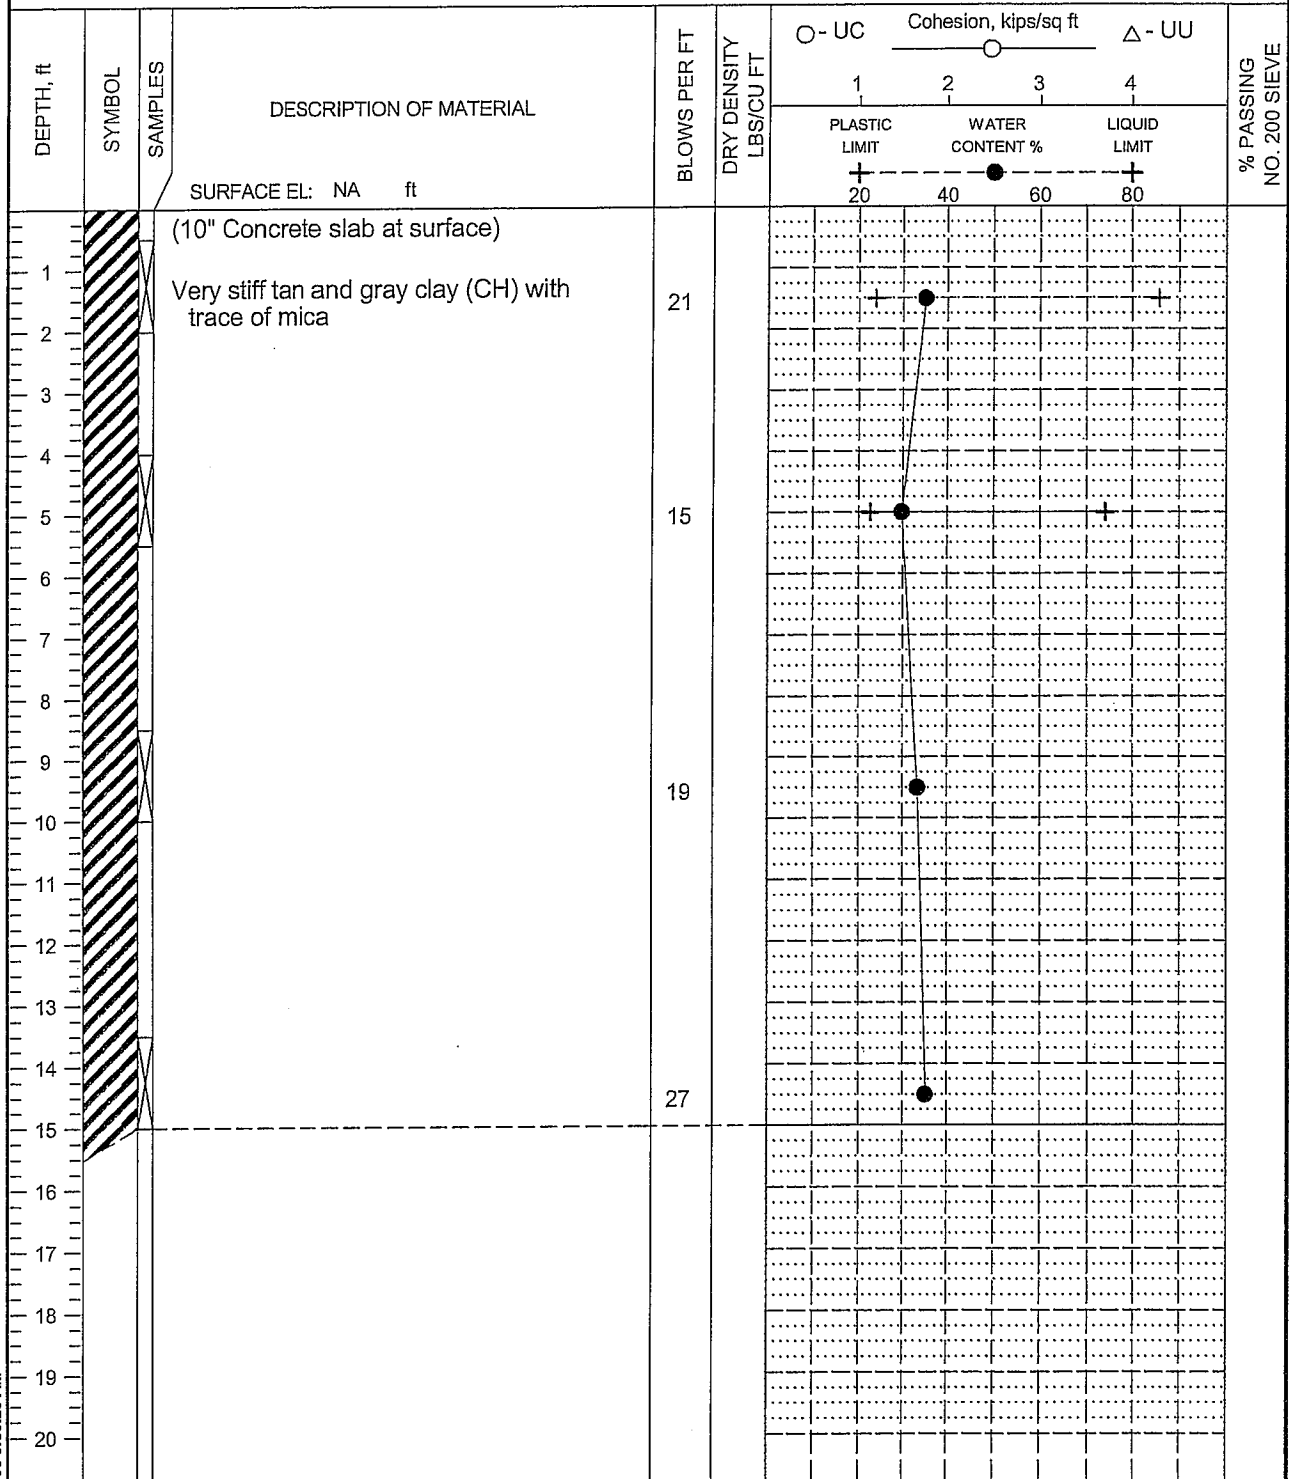 DEPTH, ft
SYMBOL
SAMPLES
DESCRIPTION OF MATERIAL
SURFACE EL: NA ft
BLOWS PER FT
DRY DENSITY
LBS/CU FT
- UC
Cohesion, kips/sq ft
- UU
1 2 3 4
PLASTIC
LIMIT
WATER
CONTENT %
LIQUID
LIMIT
20 40 60 80
% PASSING
NO. 200 SIEVE
(10" Concrete slab at surface)
1
Very stiff tan and gray clay (CH) with
trace of mica
21
2
3
4
5
15
6
7
8
9
19
10
11
12
13
14
27
15
16
17
18
19
20